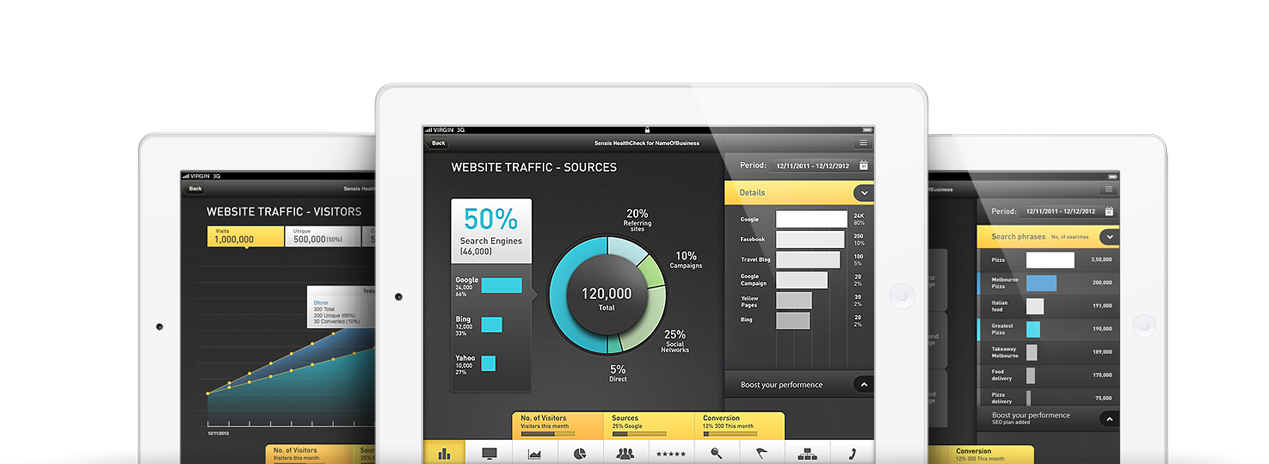 VIRGIN 3G
Back
Sensis Heal
WEBSITE TRAFFIC - VISITORS
Visits
1,000,000
Unique
500,000(50%)
Toda
Bforer
300 Total
200 Unique (66%)
30 Converted (10%)
12/11/2012
No. of Visitors
12% 300 This month
Sou
25% G
VIRGIN 3G
Back
Sensis HealthCheck for NameOfBusiness
WEBSITE TRAFFIC - SOURCES
50%
Search Engines
(46,000)
Google
24,000
66%
Bing
12,000
33%
Yahoo
10,000
27%
20%
Referring
sites
10%
Campaigns
25%
Social
Networks
5%
Direct
120,000
Total
Period: 12/11/2011 - 12/12/2012
Details
Google
24K
80%
Facebook
200
10%
Travel Blog
100
5%
Google
Campaign
20
2%
Yellow
Pages
20
2%
Bing
20
2%
Boost your performence
No. of Visitors
Sources
25% Google
Conversion
12% 300 This month
fBusiness
Period: 12/11/2011 - 12/12/2012
Search phrases No, of searches
Pizza
3,50,000
Melbourne
Pizza
200,000
Italian
food
191,000
Greatest
Pizza
190,000
Takeaway
Melbourne
189,000
Food
delivery
170,000
Pizza
delivery
75,000
Boost your performence
SEO plan added
Conversion
12% 300 This month